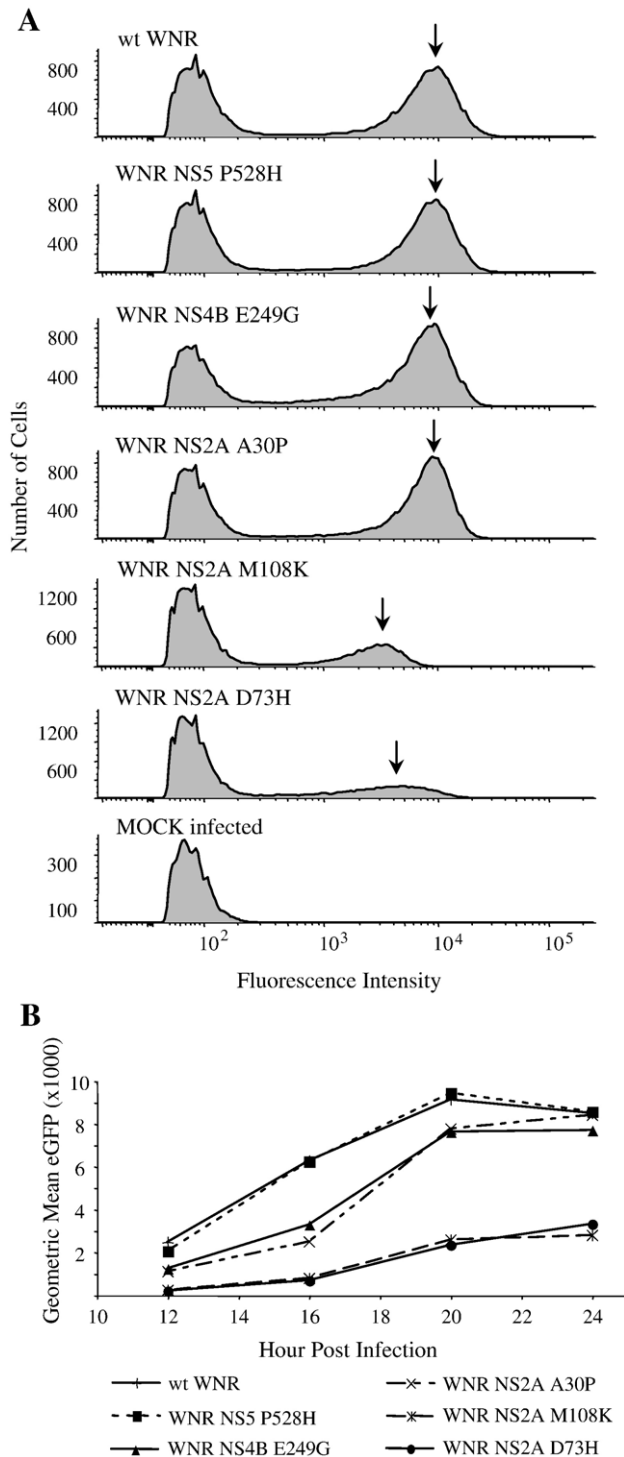 A
wt WNR
800
400
WNR NS5 P528H
800
400
WNR NS4B E249G
800
400
WNR NS2A A30P
800
400
WNR NS2A M108K
1200
600
WNR NS2A D73H
1200
600
MOCK infected
300
100
Number of Cells
10² 10³ 10⁴ 10⁵
Fluorescence Intensity
B
Geometric Mean eGFP (x1000)
10
8
6
4
2
10 12 14 16 18 20 22 24
Hour Post Infection
wt WNR WNR NS2A A30P
WNR NS5 P528H WNR NS2A M108K
WNR NS4B E249G WNR NS2A D73H